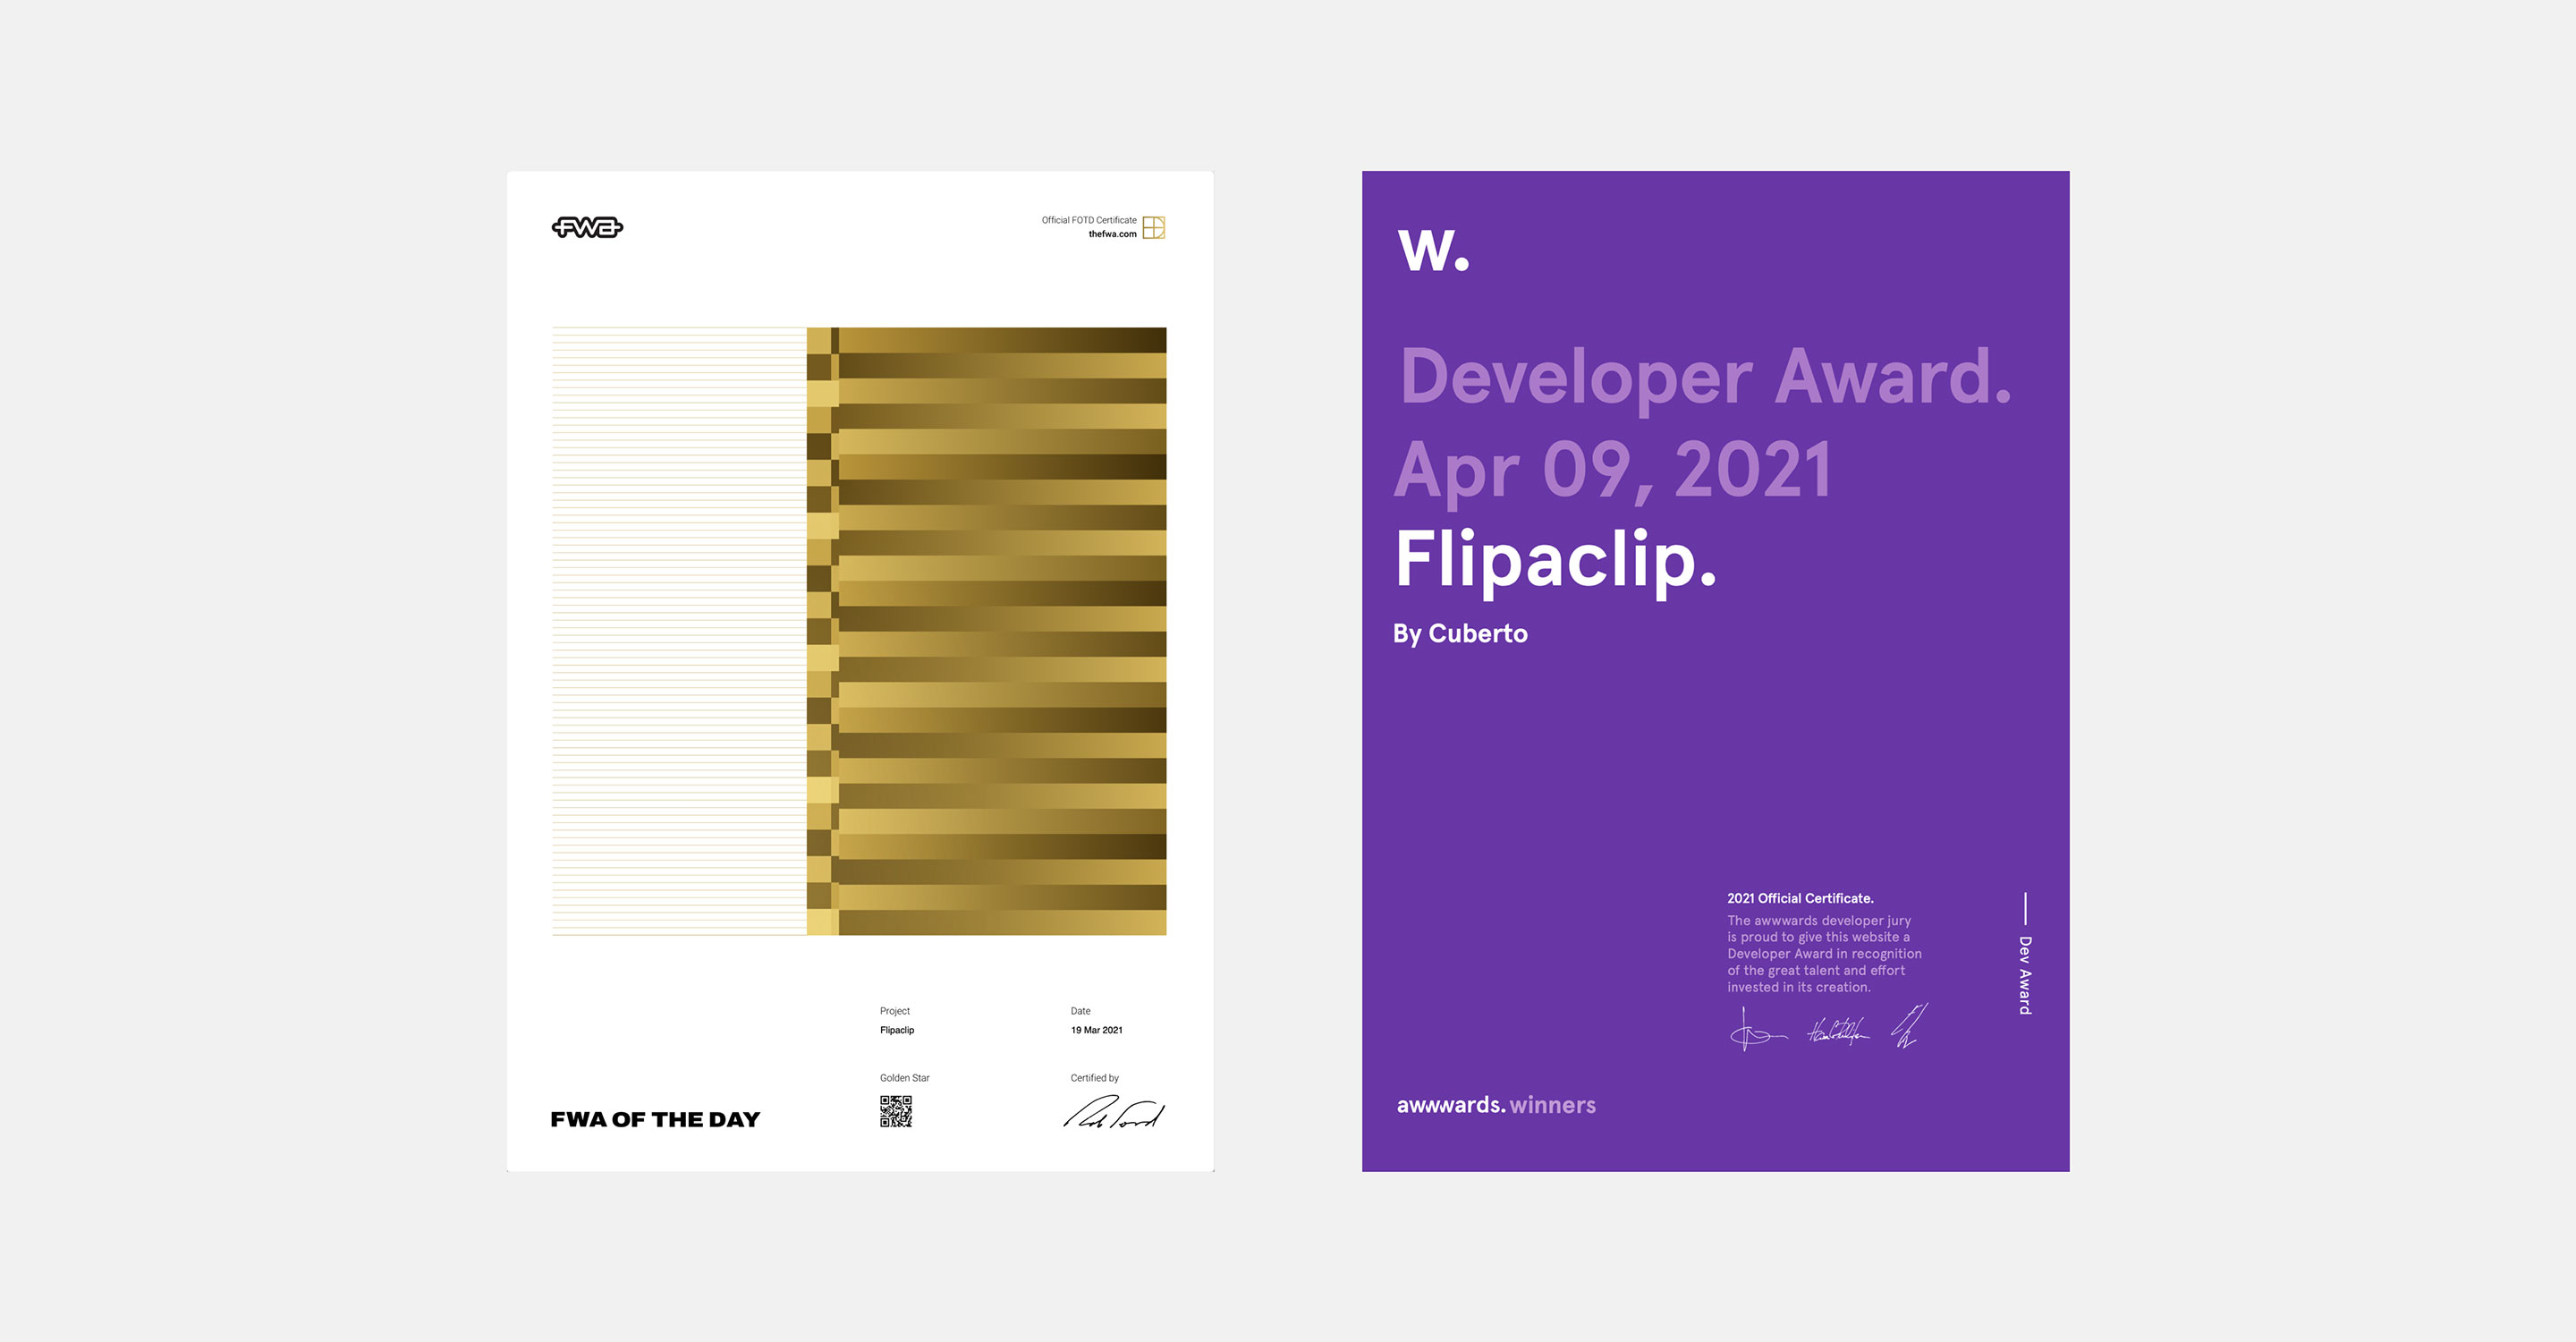 FWA
Official FOTD Certificate
thefwa.com
Project
Flipaclip
Date
19 Mar 2021
Golden Star
Certified by
FWA OF THE DAY
W.
Developer Award.
Apr 09, 2021
Flipaclip.
By Cuberto
2021 Official Certificate.
The awwwards developer jury
is proud to give this website a
Developer Award in recognition
of the great talent and effort
invested in its creation.
Dev Award
awwwards. winners